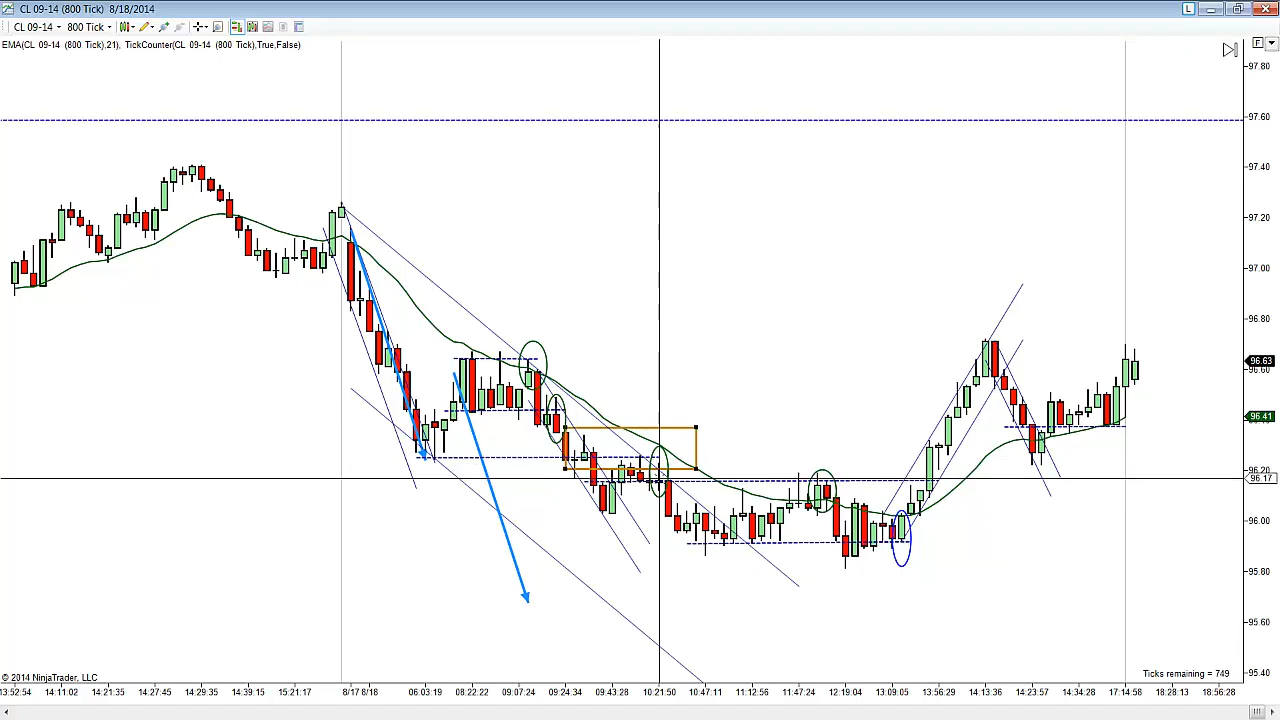 CL 09-14 (800 Tick) 8/18/2014
L
CL 09-14 800 Tick
EMA(CL 09-14 (800 Tick),21), TickCounter(CL 09-14 (800 Tick),True,False)
F
97.80
97.60
97.40
97.20
97.00
96.80
96.63
96.60
96.41
96.20
96.17
96.00
95.80
95.60
95.40
© 2014 NinjaTrader, LLC
Ticks remaining = 749
13:52:54 14:11:02 14:21:35 14:27:45 14:29:35 14:39:15 15:21:17 8/17 8/18 06:03:19 08:22:22 09:07:24 09:24:34 09:43:28 10:21:50 10:47:11 11:12:56 11:47:24 12:19:04 13:09:05 13:56:29 14:13:36 14:23:57 14:34:28 17:14:58 18:28:13 18:56:28